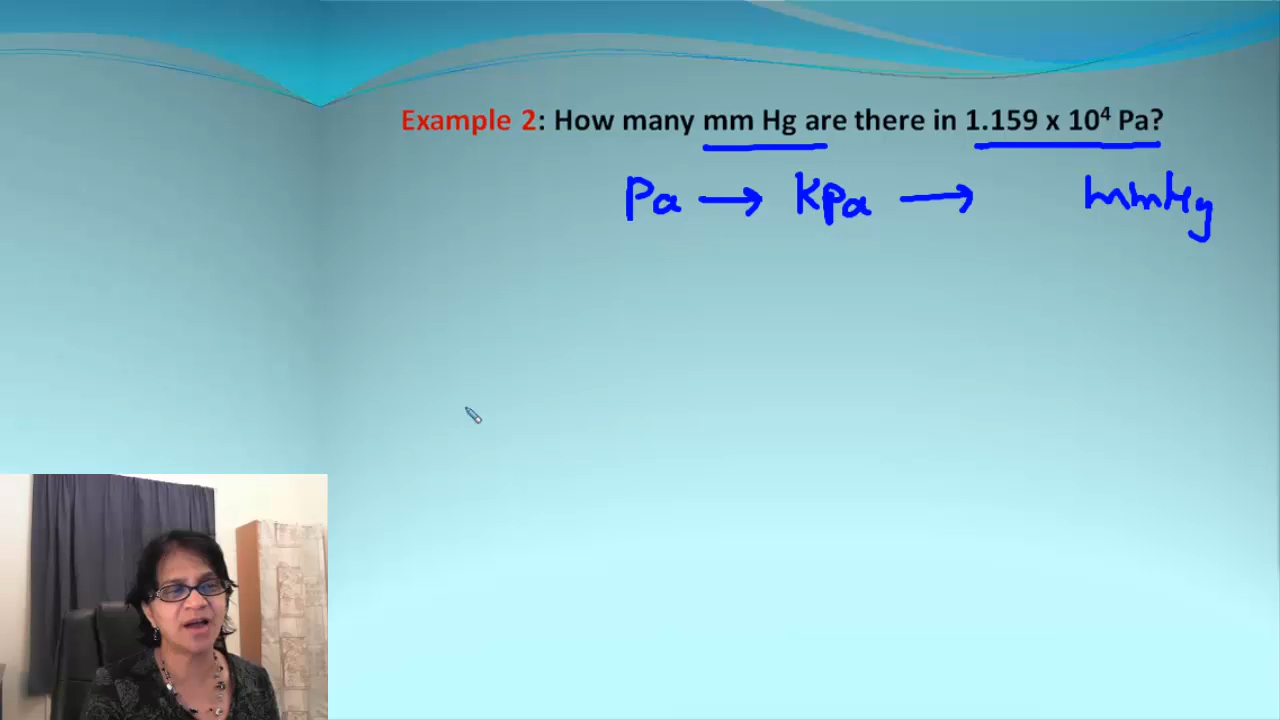 Example 2: How many mm Hg are there in 1.159 x 10⁴ Pa?
Pa → KPa → mmHg